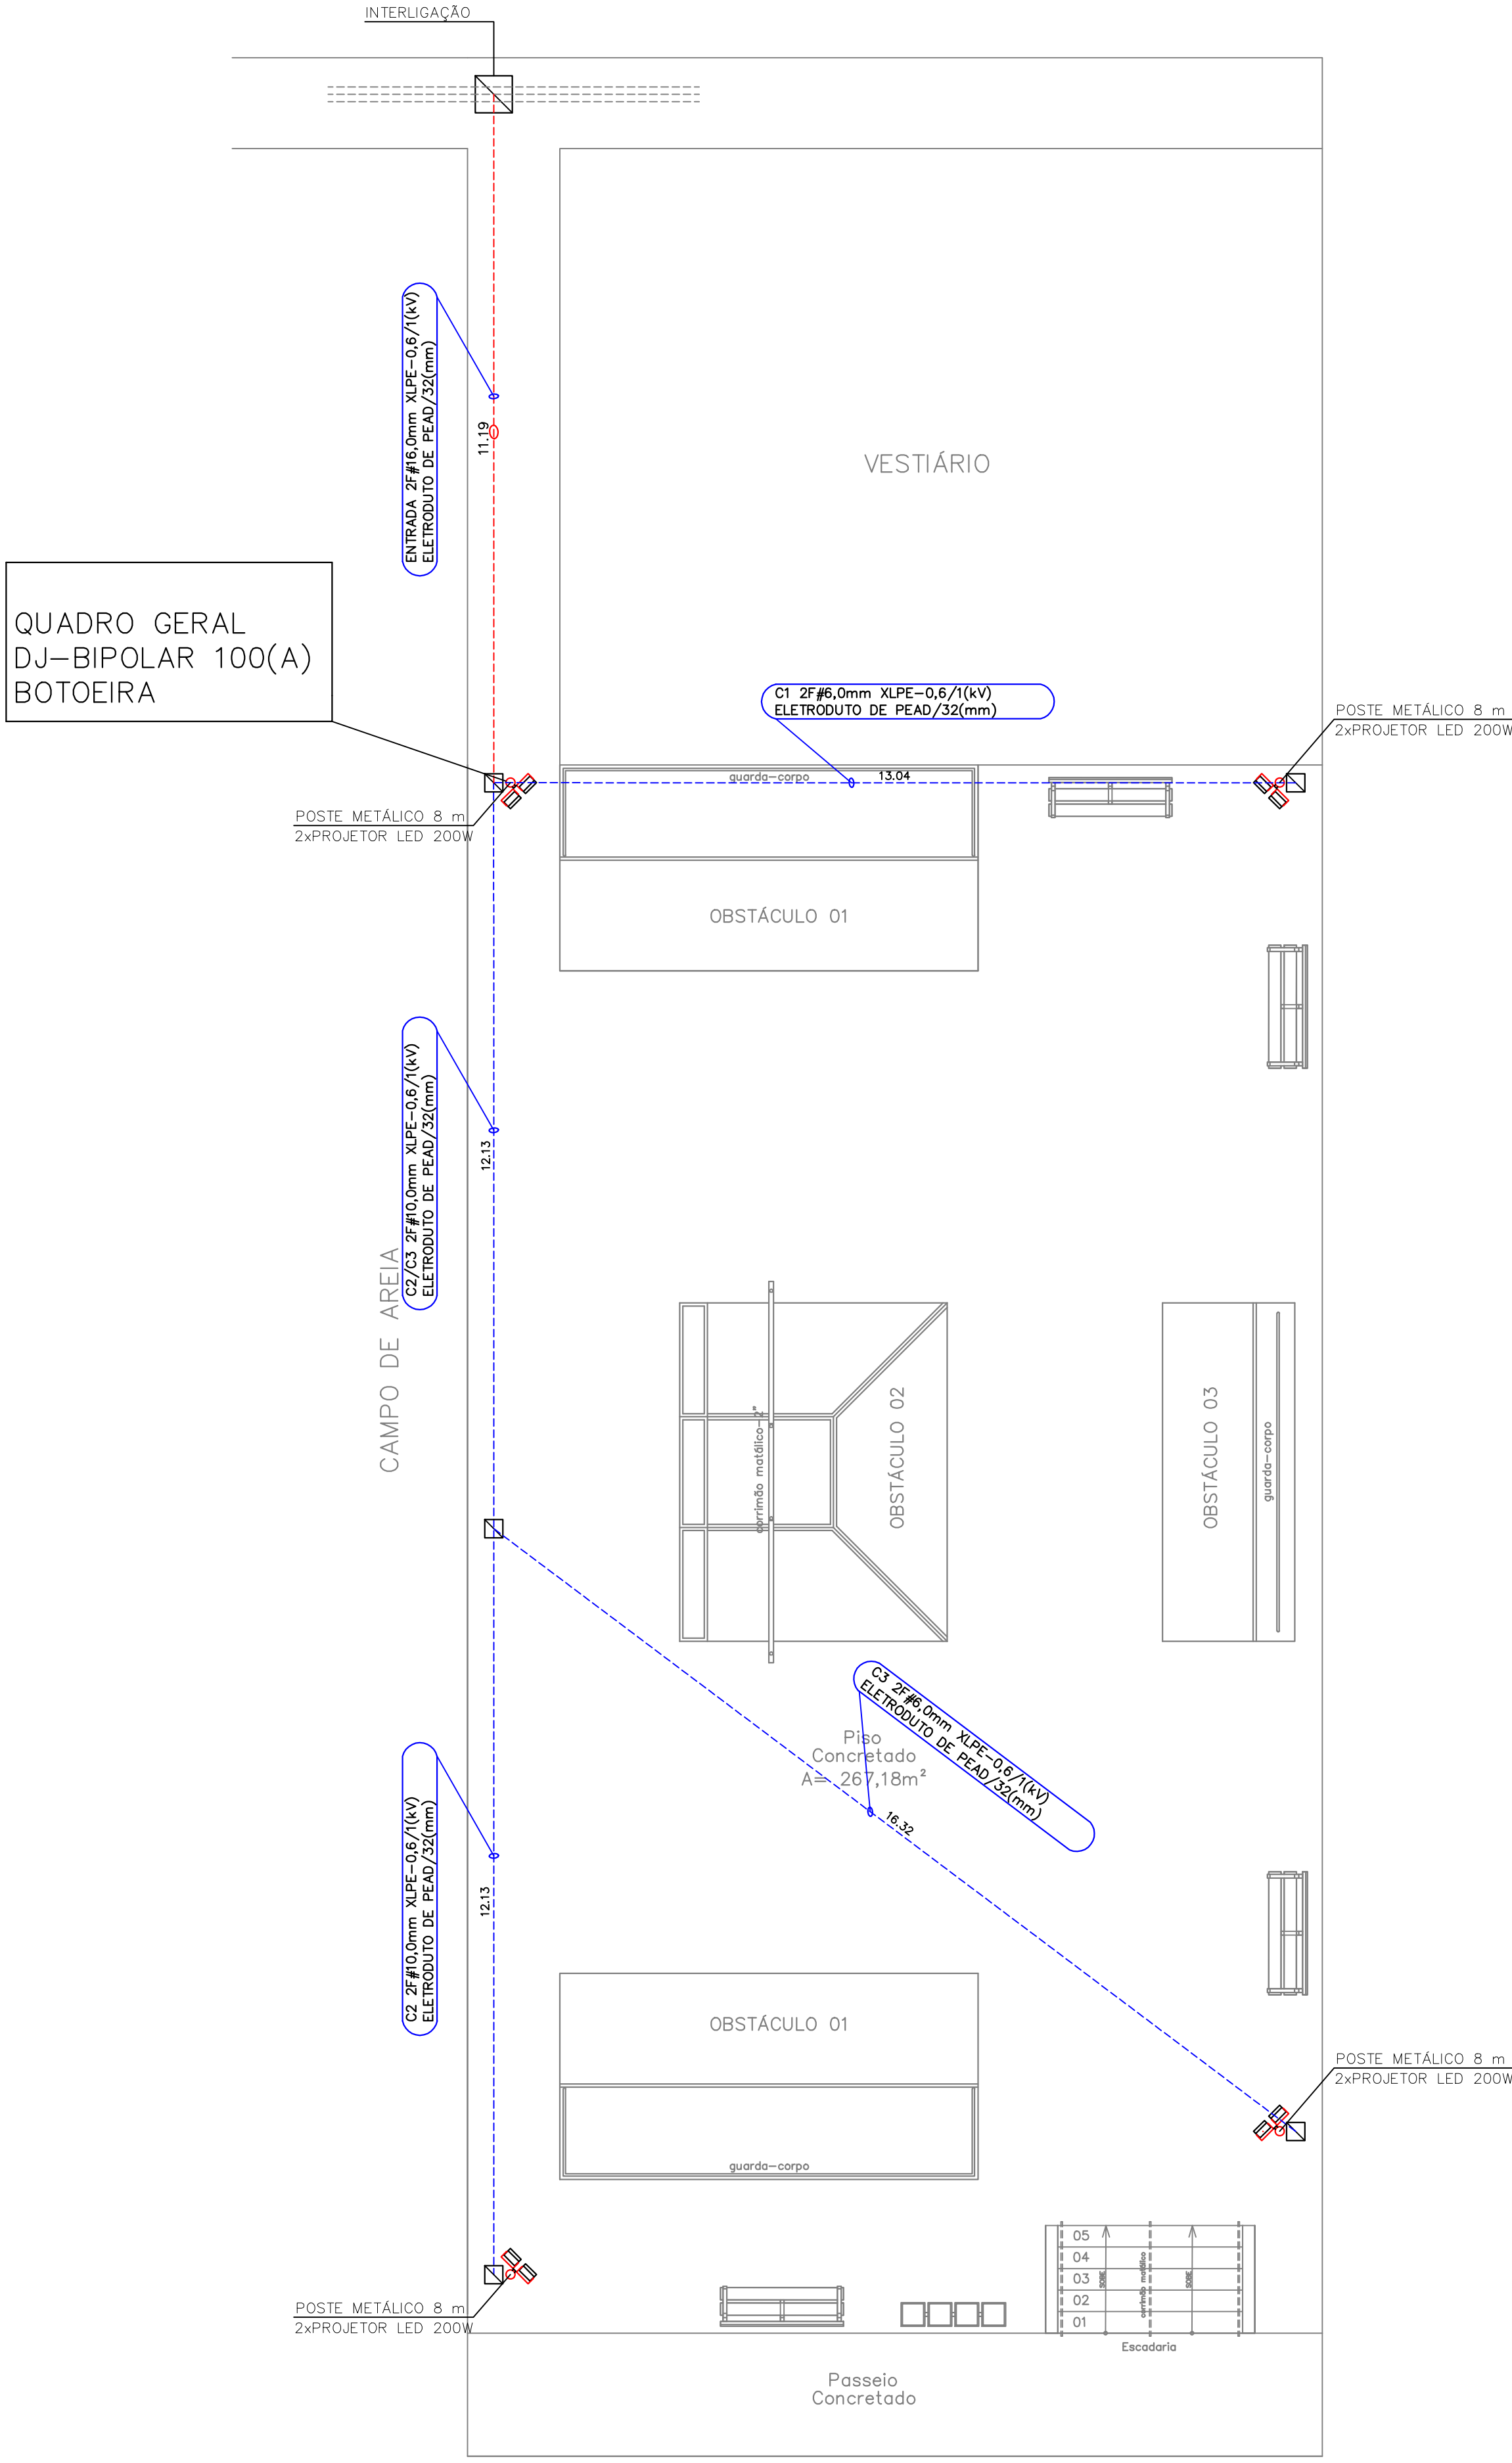 INTERLIGAÇÃO
ENTRADA 2F#16,0mm XLPE-0,6/1(kV)
ELETRODUTO DE PEAD/32(mm)
11.19
VESTIÁRIO
QUADRO GERAL
DJ-BIPOLAR 100(A)
BOTOEIRA
C1 2F#6,0mm XLPE-0,6/1(kV)
ELETRODUTO DE PEAD/32(mm)
POSTE METÁLICO 8 m
2xPROJETOR LED 200W
guarda-corpo
13.04
POSTE METÁLICO 8 m
2xPROJETOR LED 200W
OBSTÁCULO 01
C2/C3 2F#10,0mm XLPE-0,6/1(kV)
ELETRODUTO DE PEAD/32(mm)
12.13
CAMPO DE AREIA
corrimão matálico-2"
OBSTÁCULO 02
OBSTÁCULO 03
guarda-corpo
C3 2F#6,0mm XLPE-0,6/1(kV)
ELETRODUTO DE PEAD/32(mm)
Piso
Concretado
A= 267,18m²
16.32
C2 2F#10,0mm XLPE-0,6/1(kV)
ELETRODUTO DE PEAD/32(mm)
12.13
OBSTÁCULO 01
guarda-corpo
POSTE METÁLICO 8 m
2xPROJETOR LED 200W
05
04
03
02
01
SOBE
corrimão matálico
SOBE
Escadaria
POSTE METÁLICO 8 m
2xPROJETOR LED 200W
Passeio
Concretado